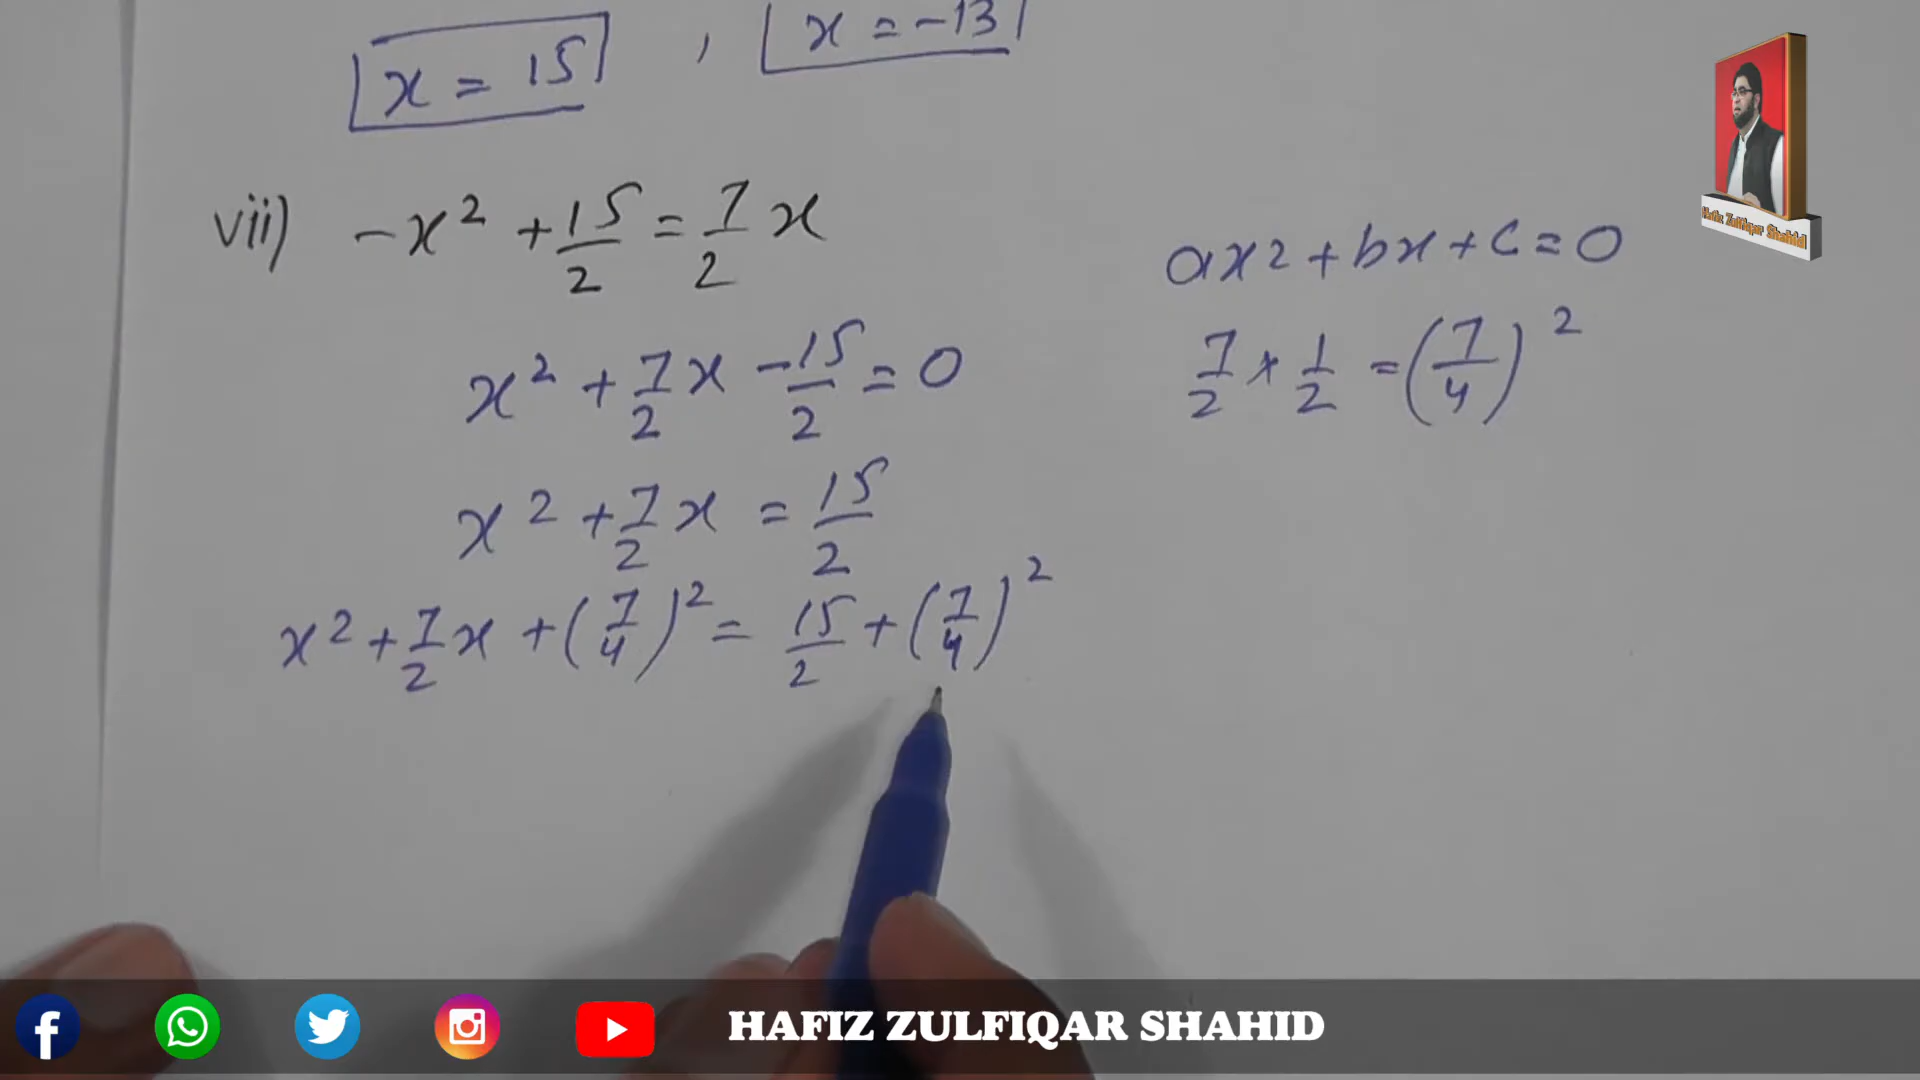 x = 15 , x = -13
vii) -x² + 15/2 = 7/2 x
ax² + bx + c = 0
x² + 7/2 x - 15/2 = 0
7/2 × 1/2 = (7/4)²
x² + 7/2 x = 15/2
x² + 7/2 x + (7/4)² = 15/2 + (7/4)²
Hafiz Zulfiqar Shahid
HAFIZ ZULFIQAR SHAHID